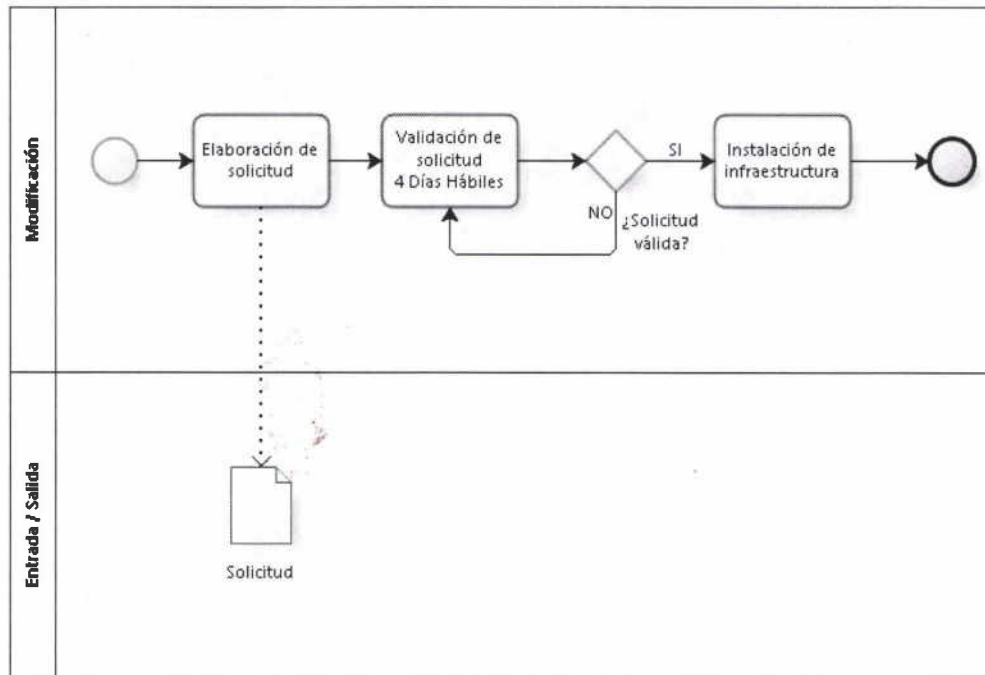 Modificación
Elaboración de
solicitud
Validación de
solicitud
4 Días Hábiles
SI
NO
¿Solicitud
válida?
Instalación de
infraestructura
Entrada / Salida
Solicitud